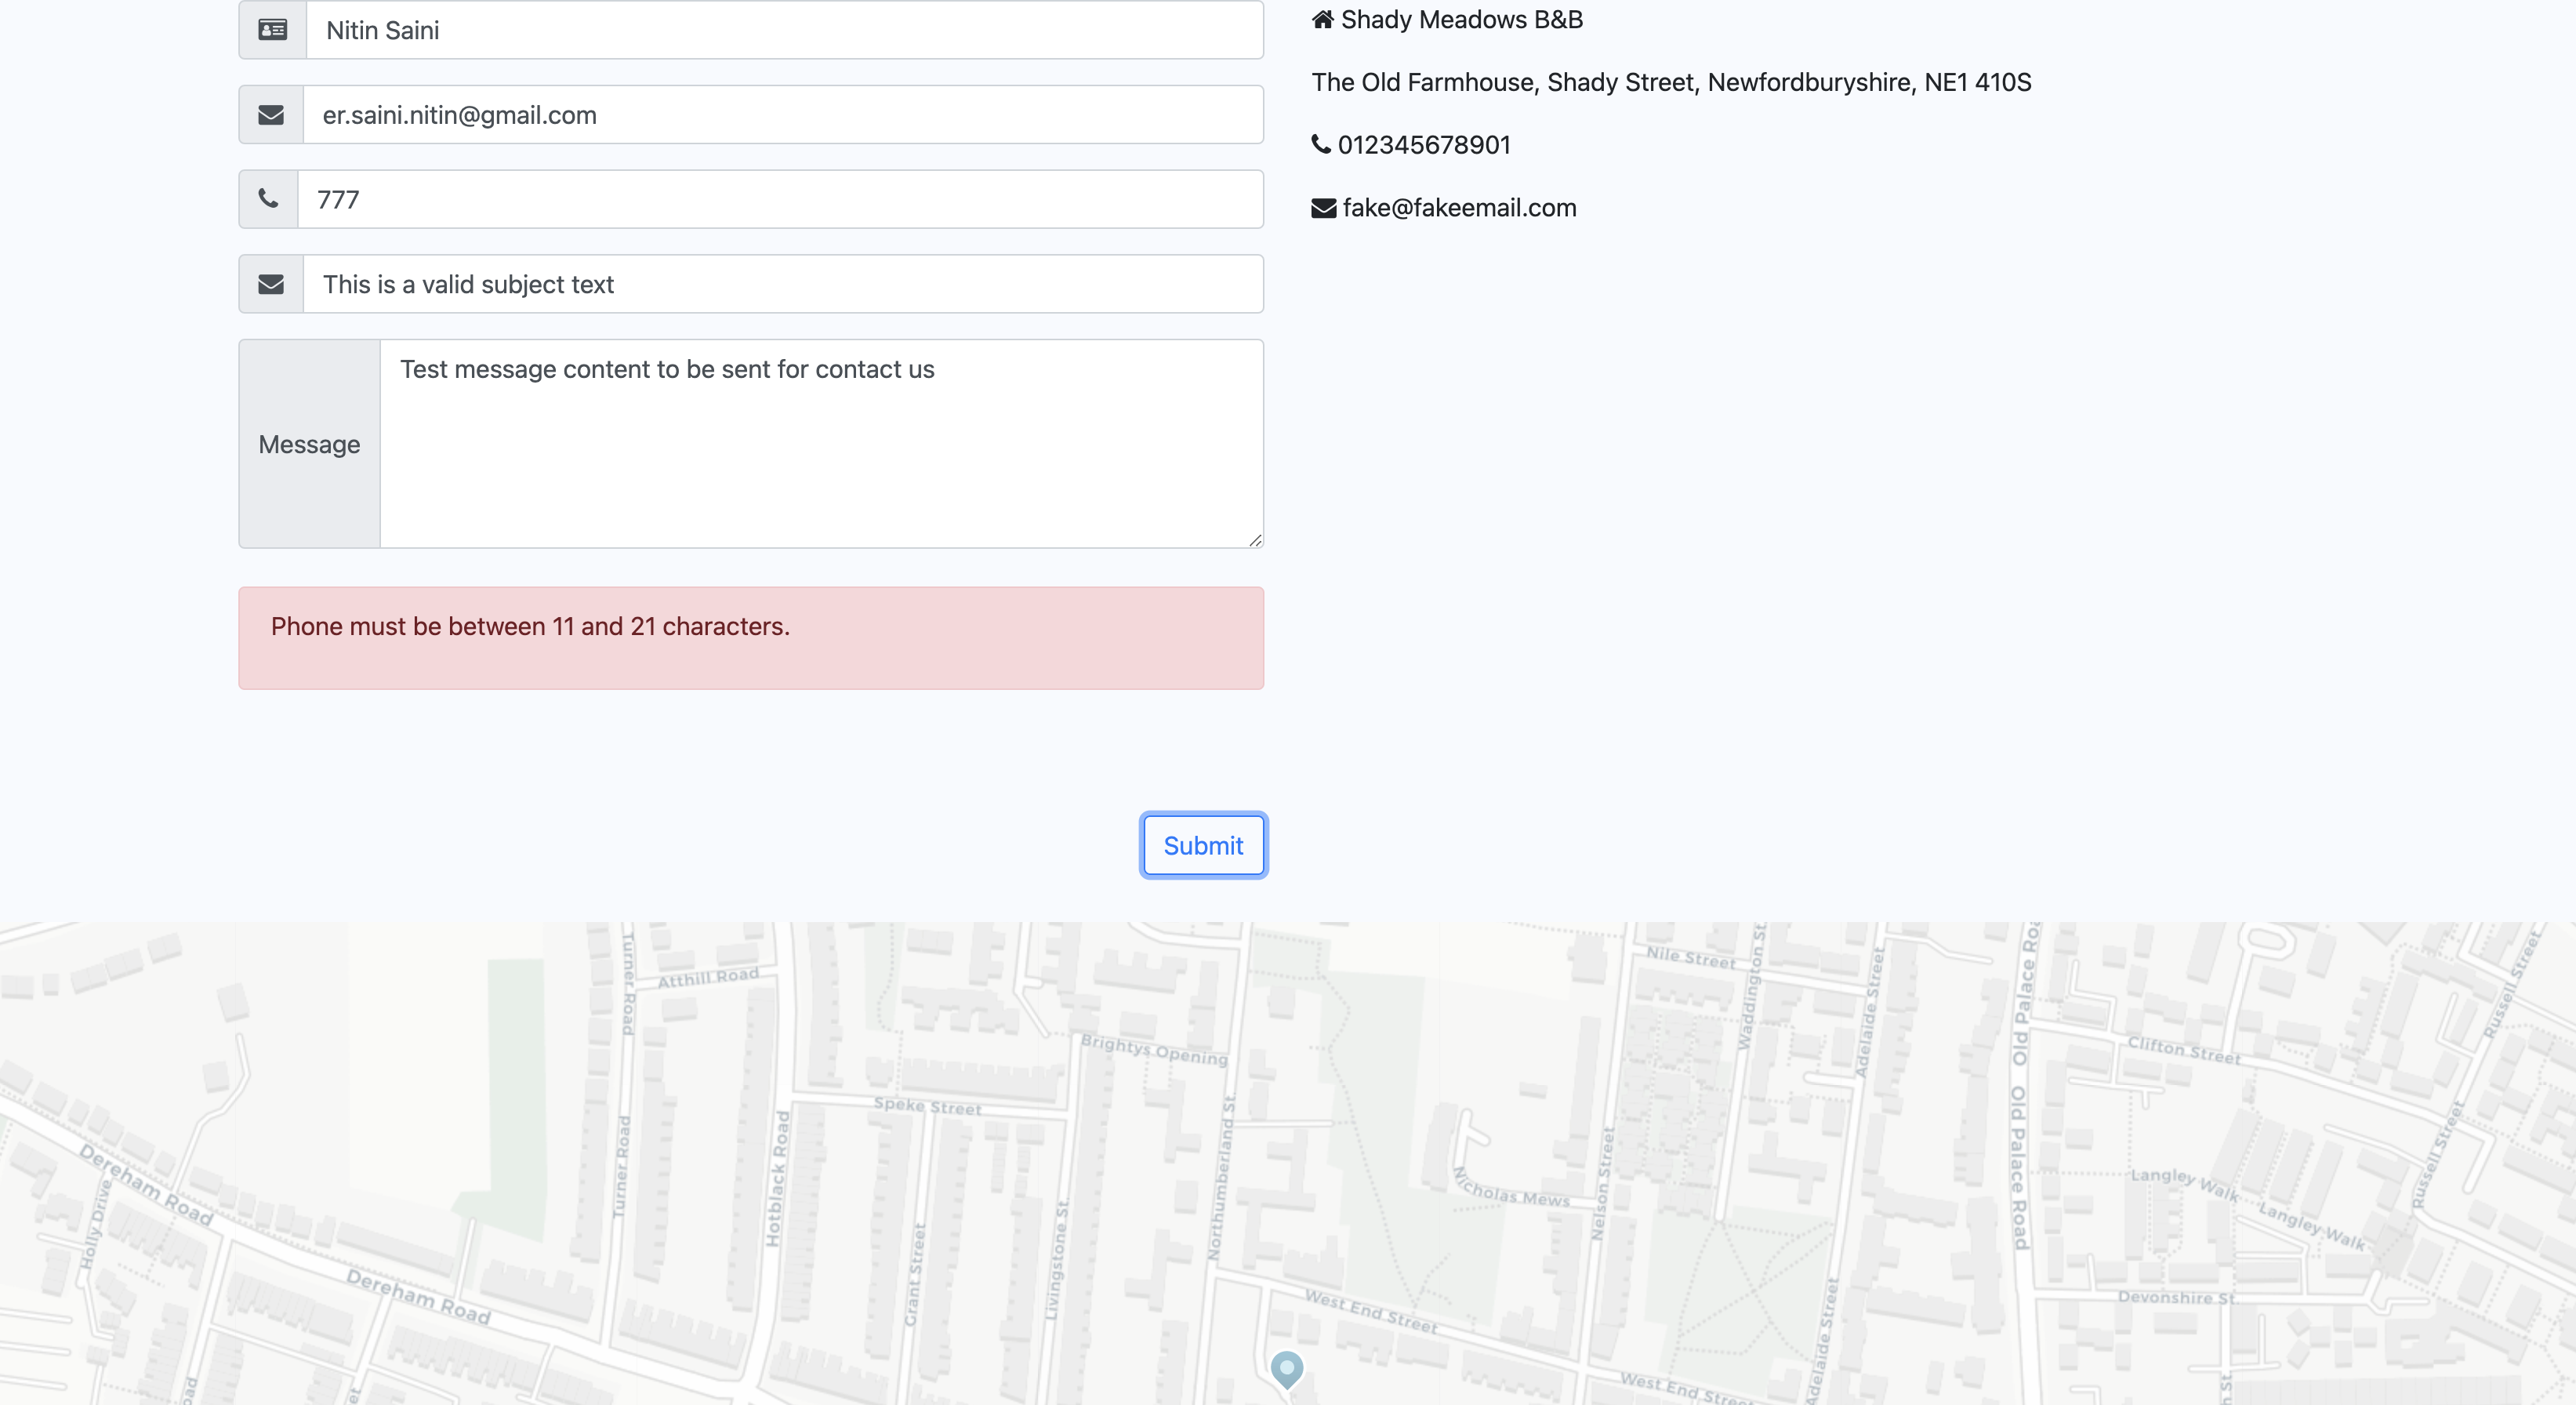 Nitin Saini
er.saini.nitin@gmail.com
777
This is a valid subject text
Message
Test message content to be sent for contact us
Phone must be between 11 and 21 characters.
Submit
Shady Meadows B&B
The Old Farmhouse, Shady Street, Newfordburyshire, NE1 410S
012345678901
fake@fakeemail.com
Turner Road
Atthill Road
Brightys Opening
Nile Street
Waddington St.
Adelaide Street
Old Palace Road
Clifton Street
Russell Street
Speke Street
Dereham Road
Holly Drive
Turner Road
Hotblack Road
Northumberland St.
Nicholas Mews
Nelson Street
Old Palace Road
Langley Walk
Langley Walk
Russell Street
Dereham Road
Grant Street
Livingstone St.
West End Street
West End Street
Adelaide Street
Devonshire St.